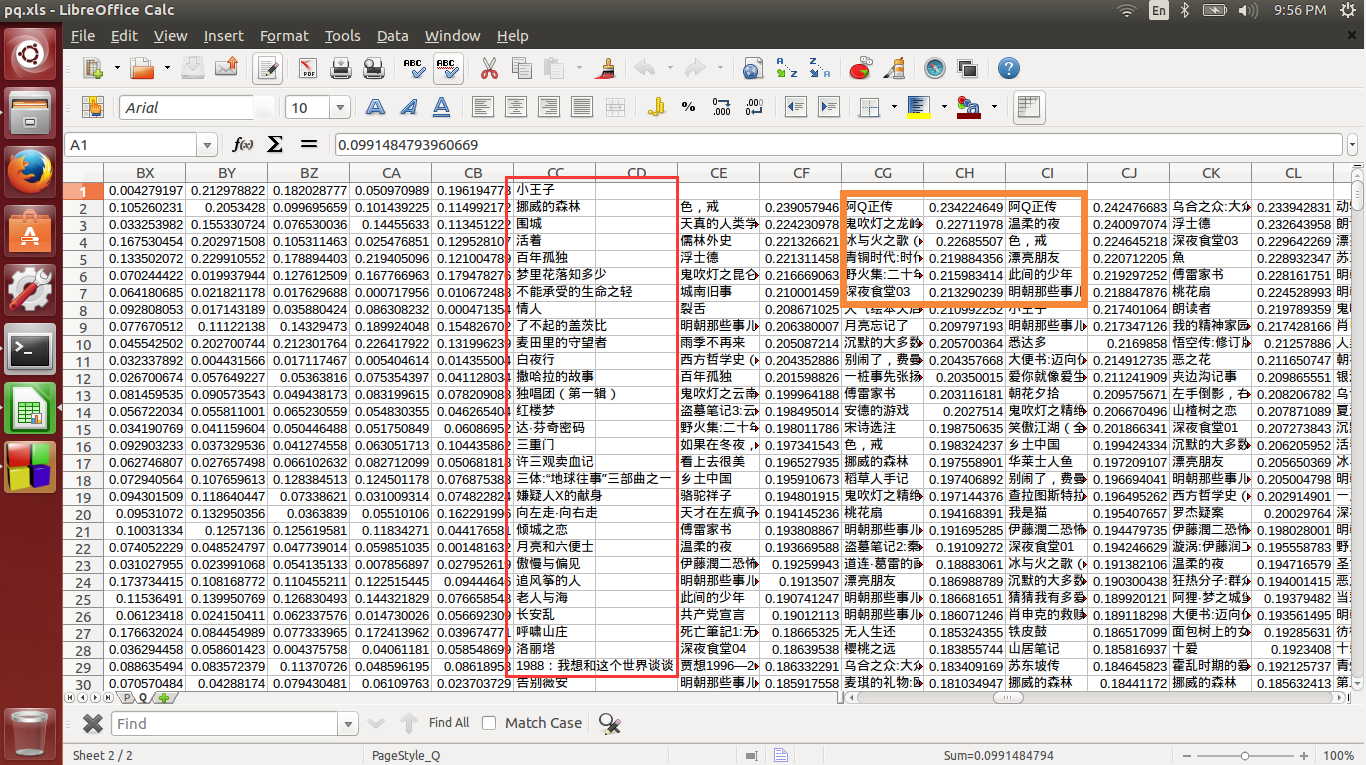 pq.xls - LibreOffice Calc En 9:56 PM
File Edit View Insert Format Tools Data Window Help
Arial 10
A1 0.0991484793960669
BX BY BZ CA CB CC CD CE CF CG CH CI CJ CK CL
1 0.004279197 0.212978822 0.182028777 0.050970989 0.196194773 小王子
2 0.105260231 0.2053428 0.099695659 0.101439225 0.114992172 挪威的森林 色，戒 0.239057946 阿Q正传 0.234224649 阿Q正传 0.242476683 乌合之众:大众 0.233942831
3 0.033253982 0.155330774 0.076530036 0.14455633 0.113451222 围城 天真的人类学 0.224230978 鬼吹灯之龙岭 0.22711978 温柔的夜 0.240097074 浮士德 0.232643958
4 0.167530454 0.202971508 0.105311463 0.025476851 0.129528107 活着 儒林外史 0.221326621 冰与火之歌（ 0.22685507 色，戒 0.224645218 深夜食堂03 0.229642269
5 0.133502072 0.229910552 0.178894403 0.219405096 0.121004789 百年孤独 浮士德 0.221311458 青铜时代:时代 0.219884356 漂亮朋友 0.220712205 魚 0.228932347
6 0.070244422 0.019937944 0.127612509 0.167766963 0.179478276 梦里花落知多少 鬼吹灯之昆仑 0.216669063 野火集:二十年 0.215983414 此间的少年 0.219297252 傅雷家书 0.228161751
7 0.064180685 0.021821178 0.017629688 0.000717956 0.010672488 不能承受的生命之轻 城南旧事 0.210001459 深夜食堂03 0.213290239 明朝那些事儿 0.218847876 桃花扇 0.224528993
8 0.092808053 0.017143189 0.035880424 0.086308232 0.000471354 情人 裂舌 0.208671025 0.210992252 小王子 0.217401064 朗读者 0.219789359
9 0.077670512 0.11122138 0.14329473 0.189924048 0.154826702 了不起的盖茨比 明朝那些事儿 0.206380007 月亮忘记了 0.209797193 明朝那些事儿 0.217347126 我的精神家园 0.217428166
10 0.045542502 0.202700744 0.212301764 0.226417922 0.131996239 麦田里的守望者 雨季不再来 0.205087214 沉默的大多数 0.205700364 悉达多 0.2169858 悟空传:修订版 0.21257886
11 0.032337892 0.004431566 0.017117467 0.005404614 0.014355004 白夜行 西方哲学史（ 0.204352886 别闹了，费曼 0.204357668 大便书:迈向 0.214912735 恶之花 0.211650747
12 0.026700674 0.057649227 0.05363816 0.075354397 0.041128034 撒哈拉的故事 百年孤独 0.201598826 一桩事先张扬 0.20350015 爱你就像爱生 0.211241909 夹边沟记事 0.209865551
13 0.081459535 0.090573543 0.049438173 0.083199615 0.078209083 独唱团（第一辑） 鬼吹灯之云南 0.199964188 傅雷家书 0.203116181 朝花夕拾 0.209575671 左手倒影，右 0.208206782
14 0.056722034 0.055811001 0.065230559 0.054830355 0.046265404 红楼梦 盗墓笔记3:云 0.198495014 安德的游戏 0.2027514 鬼吹灯之精绝 0.206670496 山楂树之恋 0.207871089
15 0.034190769 0.041159604 0.050446488 0.051750849 0.06086952 达·芬奇密码 野火集:二十年 0.198011786 宋诗选注 0.198750635 笑傲江湖（全 0.201866341 深夜食堂01 0.207273843
16 0.092903233 0.037329536 0.041274558 0.063051713 0.104435862 三重门 如果在冬夜， 0.197341543 色，戒 0.198324237 乡土中国 0.199424334 沉默的大多数 0.206205952
17 0.062746807 0.027657498 0.066102632 0.082712099 0.050681818 许三观卖血记 看上去很美 0.196527935 挪威的森林 0.197558901 华莱士人鱼 0.197209107 漂亮朋友 0.205650369
18 0.072940564 0.107659613 0.128384513 0.124501178 0.076875383 三体:“地球往事”三部曲之一 乡土中国 0.195910673 稻草人手记 0.197406892 别闹了，费曼 0.196694041 明朝那些事儿 0.205004798
19 0.094301509 0.118640447 0.07338621 0.031009314 0.074822824 嫌疑人X的献身 骆驼祥子 0.194801915 鬼吹灯之精绝 0.197144376 查拉图斯特拉 0.196495262 西方哲学史（ 0.202914901
20 0.09531072 0.132950356 0.0363839 0.05510106 0.162291996 向左走·向右走 天才在左疯子 0.194145236 桃花扇 0.194168391 我是猫 0.195407657 罗杰疑案 0.20029764
21 0.10031334 0.1257136 0.125619581 0.11834271 0.044176581 倾城之恋 傅雷家书 0.193808867 明朝那些事儿 0.191695285 伊藤潤二恐怖 0.194479735 伊藤潤二恐怖 0.198028001
22 0.074052229 0.048524797 0.047739014 0.059851035 0.001481632 月亮和六便士 温柔的夜 0.193669588 盗墓笔记2:秦 0.19109272 深夜食堂01 0.194246629 漩涡:伊藤润二 0.195558783
23 0.031027955 0.023991068 0.054135133 0.007856897 0.027952619 傲慢与偏见 伊藤潤二恐怖 0.19259943 道连·葛雷的画 0.18883061 冰与火之歌（ 0.191382106 温柔的夜 0.194716579
24 0.173734415 0.108168772 0.110455211 0.122515445 0.09444646 追风筝的人 明朝那些事儿 0.1913507 漂亮朋友 0.186988789 沉默的大多数 0.190300438 狂热分子:群众 0.194001415
25 0.11536491 0.139950769 0.126830493 0.144321829 0.076658543 老人与海 此间的少年 0.190741247 明朝那些事儿 0.186681651 猜猜我有多爱 0.189920121 阿狸·梦之城堡 0.19379482
26 0.06123418 0.024150411 0.062337576 0.014730026 0.056692309 长安乱 共产党宣言 0.19012113 明朝那些事儿 0.186071246 肖申克的救赎 0.189118298 大便书:迈向 0.193561495
27 0.176632024 0.084454989 0.077333965 0.172413962 0.039674771 呼啸山庄 死亡筆記1:无 0.18665325 无人生还 0.185324355 铁皮鼓 0.186517099 面包树上的女 0.19285631
28 0.036294458 0.058601423 0.004375758 0.04061181 0.058548699 洛丽塔 深夜食堂04 0.18639538 樱桃之远 0.183855744 山居笔记 0.185816937 十爱 0.1923408
29 0.088635494 0.083572379 0.11370726 0.048596195 0.08618958 1988：我想和这个世界谈谈 贾想1996—2 0.186332291 乌合之众:大众 0.183409169 苏东坡传 0.184645823 霍乱时期的爱 0.192125737
30 0.070570484 0.04288174 0.079430481 0.06109763 0.023703729 告别薇安 明朝那些事儿 0.185917558 麦琪的礼物: 0.181034947 挪威的森林 0.18441172 挪威的森林 0.185632413
P Q
Find Find All Match Case
Sheet 2 / 2 PageStyle_Q Sum=0.0991484794 100%